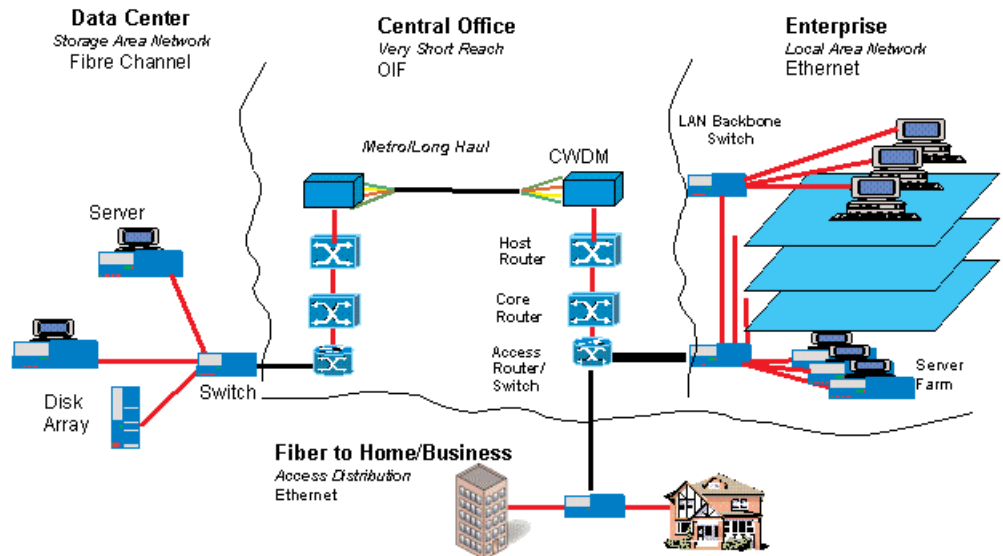 Data Center
Storage Area Network
Fibre Channel
Central Office
Very Short Reach
OIF
Enterprise
Local Area Network
Ethernet
LAN Backbone
Switch
Metro/Long Haul
CWDM
Server
Host
Router
Core
Router
Access
Router/
Switch
Switch
Disk
Array
Server
Farm
Fiber to Home/Business
Access Distribution
Ethernet